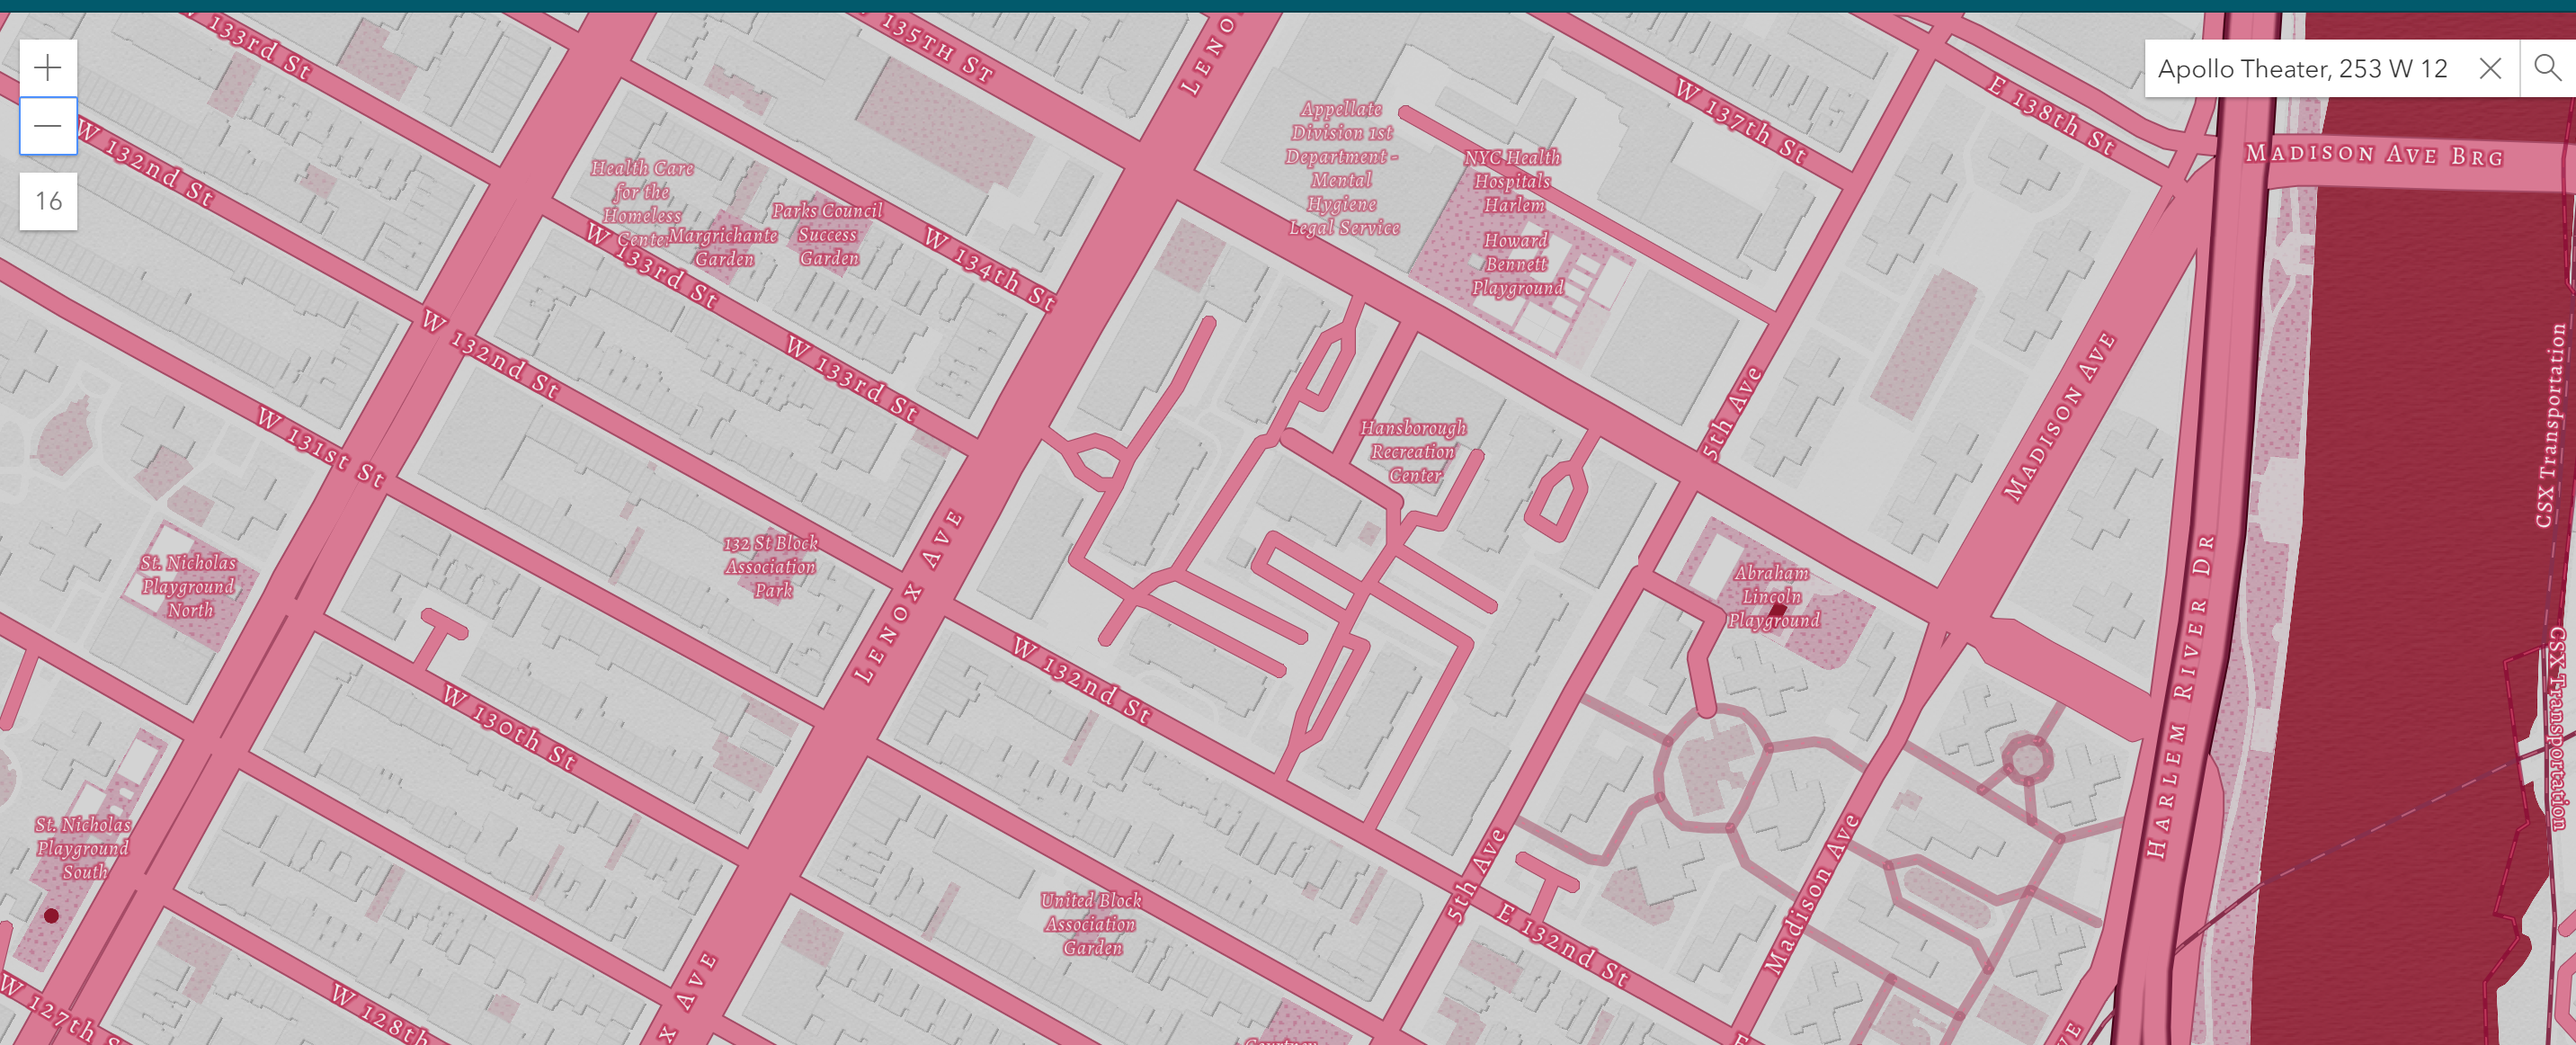 W 133rd St
135TH ST
LENO
Apollo Theater, 253 W 12
W 137th St
E 138th St
MADISON AVE BRG
16
W 132nd St
Appellate
Division 1st
Department -
Mental
Hygiene
Legal Service
NYC Health
Hospitals
Harlem
Howard
Bennett
Playground
Health Care
for the
Homeless
Center
Margrichante
Garden
Parks Council
Success
Garden
W 133rd St
W 134th St
W 132nd St
W 133rd St
W 131st St
Hansborough
Recreation
Center
5th Ave
MADISON AVE
CSX Transportation
St. Nicholas
Playground
North
132 St Block
Association
Park
LENOX AVE
Abraham
Lincoln
Playground
HARLEM RIVER DR
CSX Transportation
W 130th St
W 132nd St
St. Nicholas
Playground
South
United Block
Association
Garden
5th Ave
Madison Ave
E 132nd St
W 127th S
W 128th
X AVE
Courtney
E
VE